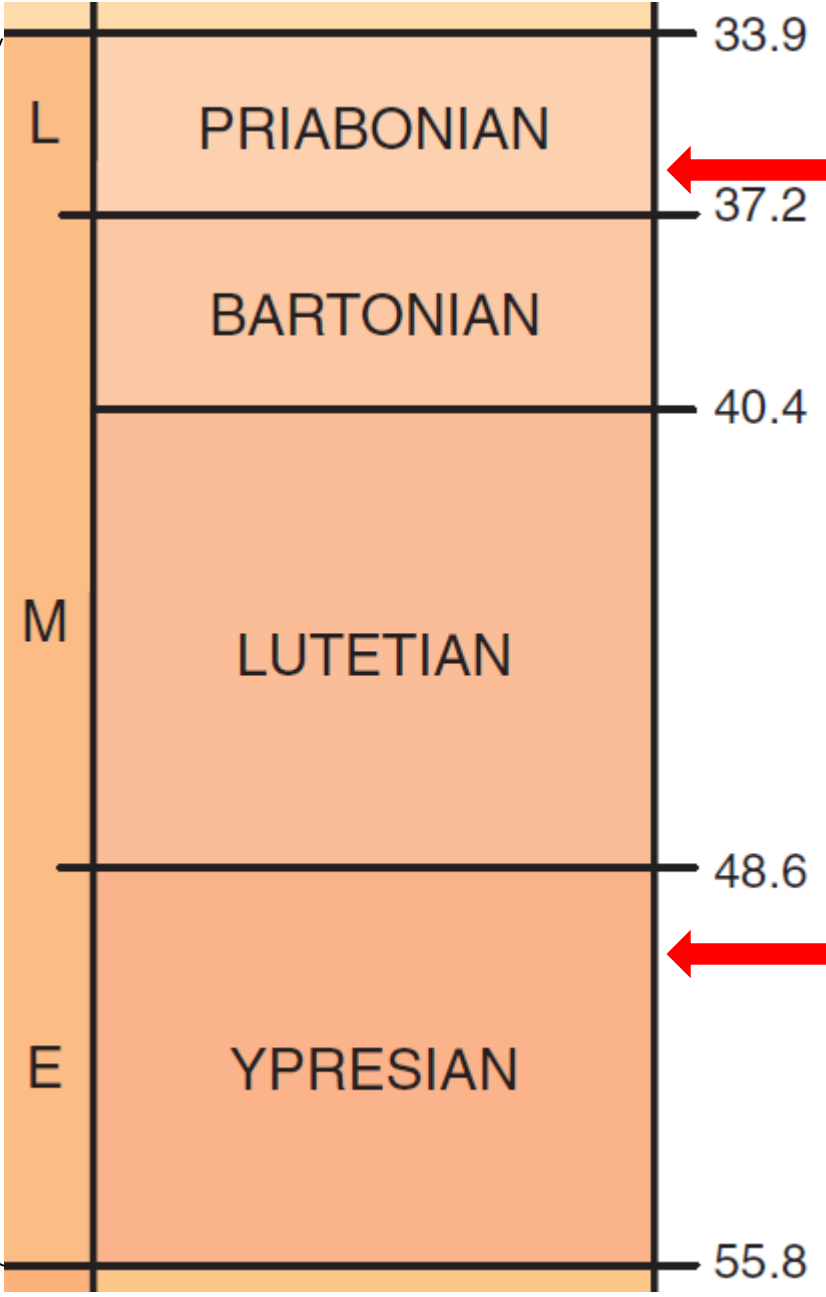 33.9
L
PRIABONIAN
37.2
BARTONIAN
40.4
M
LUTETIAN
48.6
E
YPRESIAN
55.8